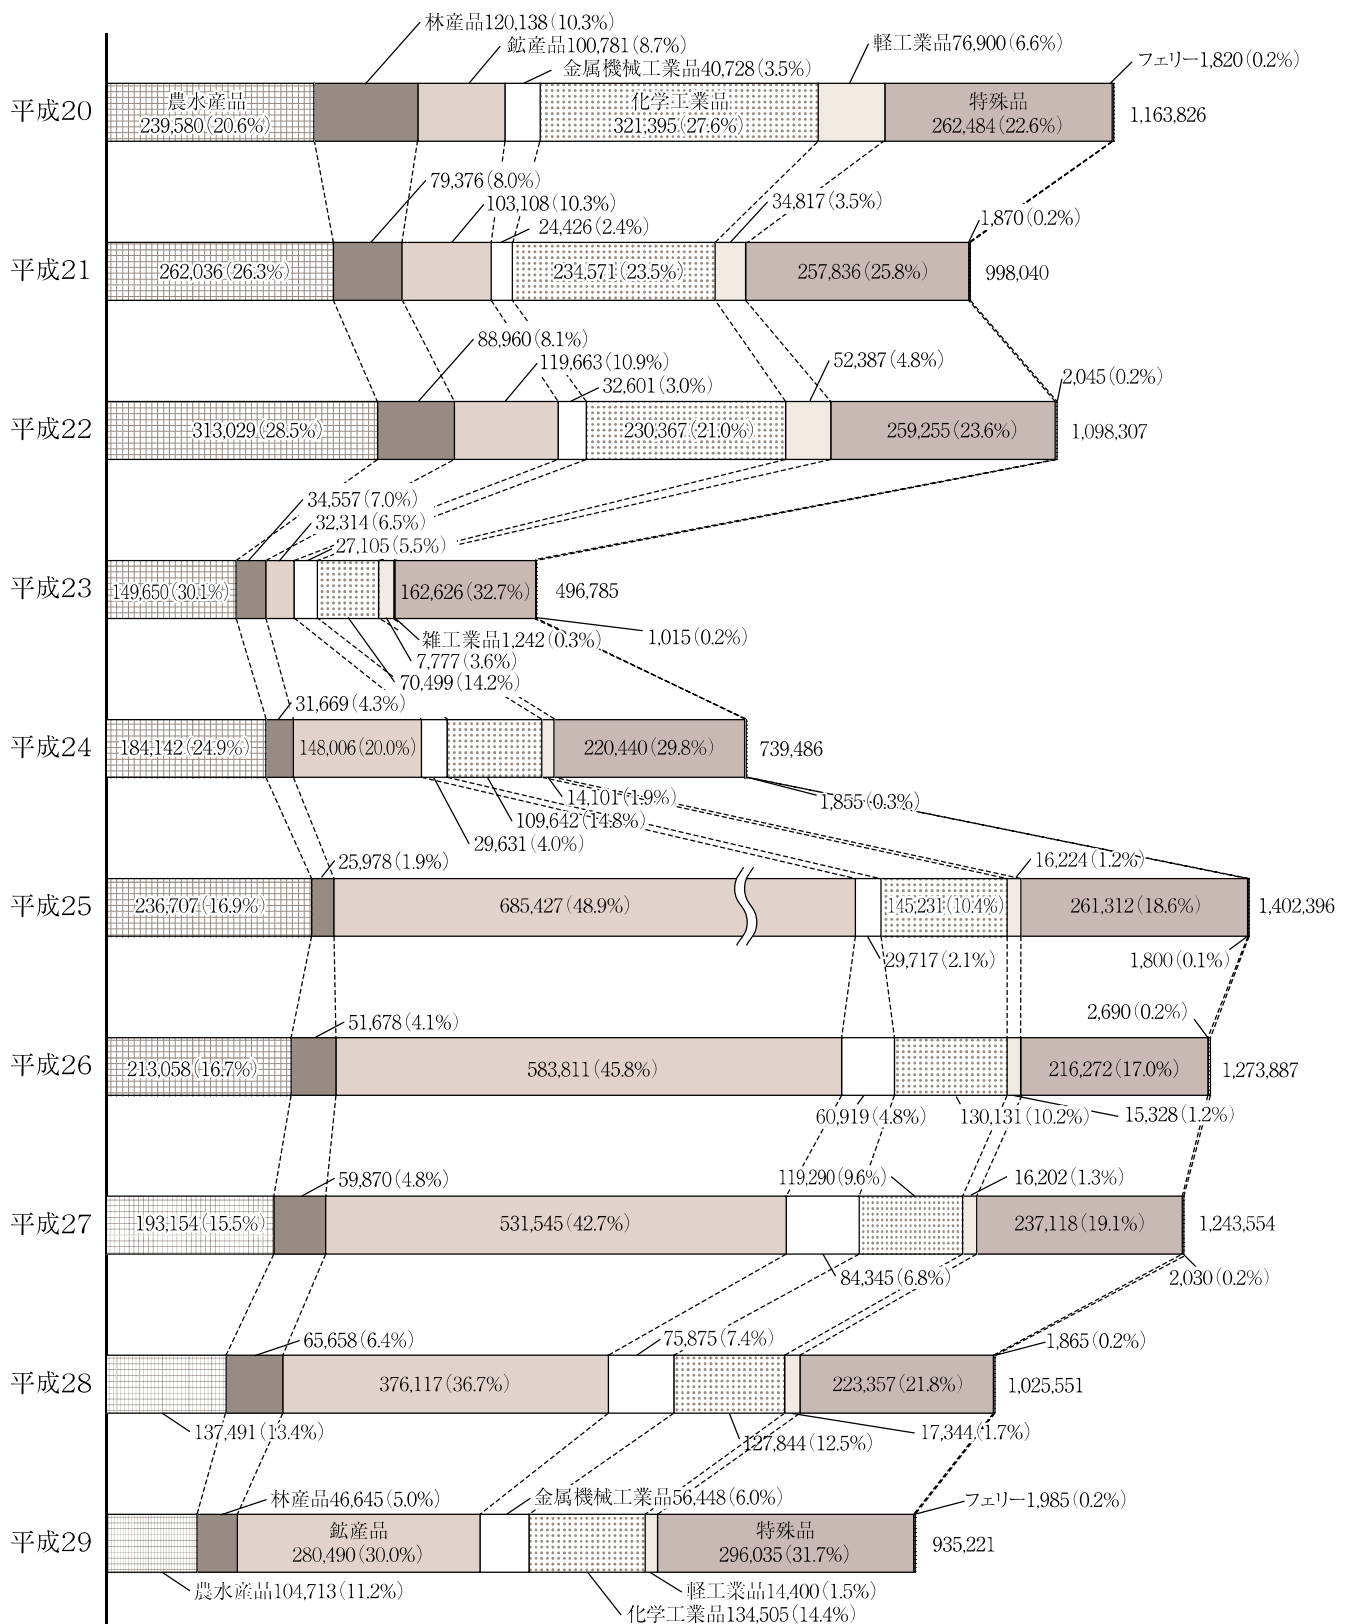 林産品120,138(10.3%)
鉱産品100,781(8.7%)
金属機械工業品40,728(3.5%)
軽工業品76,900(6.6%)
フェリー1,820(0.2%)
平成20
農水産品
239,580(20.6%)
化学工業品
321,395(27.6%)
特殊品
262,484(22.6%)
1,163,826
79,376(8.0%)
103,108(10.3%)
24,426(2.4%)
34,817(3.5%)
1,870(0.2%)
平成21
262,036(26.3%)
234,571(23.5%)
257,836(25.8%)
998,040
88,960(8.1%)
119,663(10.9%)
32,601(3.0%)
52,387(4.8%)
2,045(0.2%)
平成22
313,029(28.5%)
230,367(21.0%)
259,255(23.6%)
1,098,307
34,557(7.0%)
32,314(6.5%)
27,105(5.5%)
平成23
149,650(30.1%)
162,626(32.7%)
496,785
雑工業品1,242(0.3%)
1,015(0.2%)
7,777(3.6%)
70,499(14.2%)
31,669(4.3%)
平成24
184,142(24.9%)
148,006(20.0%)
220,440(29.8%)
739,486
14,101(1.9%)
1,855(0.3%)
109,642(14.8%)
29,631(4.0%)
25,978(1.9%)
16,224(1.2%)
平成25
236,707(16.9%)
685,427(48.9%)
145,231(10.4%)
261,312(18.6%)
1,402,396
29,717(2.1%)
1,800(0.1%)
51,678(4.1%)
2,690(0.2%)
平成26
213,058(16.7%)
583,811(45.8%)
216,272(17.0%)
1,273,887
60,919(4.8%)
130,131(10.2%)
15,328(1.2%)
59,870(4.8%)
119,290(9.6%)
16,202(1.3%)
平成27
193,154(15.5%)
531,545(42.7%)
237,118(19.1%)
1,243,554
84,345(6.8%)
2,030(0.2%)
65,658(6.4%)
75,875(7.4%)
1,865(0.2%)
平成28
376,117(36.7%)
223,357(21.8%)
1,025,551
137,491(13.4%)
127,844(12.5%)
17,344(1.7%)
林産品46,645(5.0%)
金属機械工業品56,448(6.0%)
フェリー1,985(0.2%)
平成29
鉱産品
280,490(30.0%)
特殊品
296,035(31.7%)
935,221
農水産品104,713(11.2%)
軽工業品14,400(1.5%)
化学工業品134,505(14.4%)